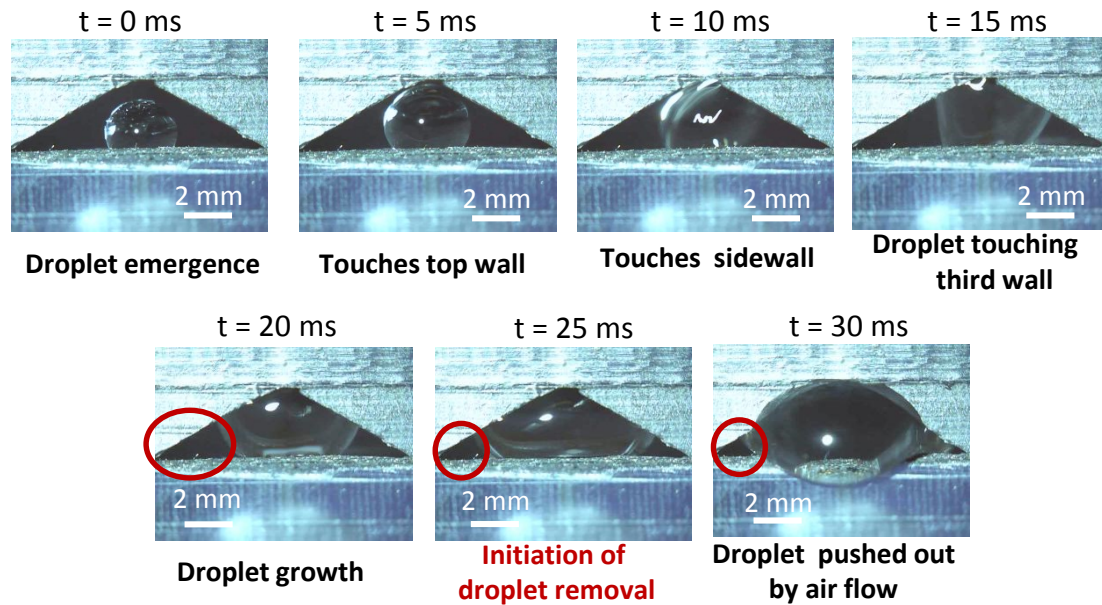 t = 0 ms
t = 5 ms
t = 10 ms
t = 15 ms
2 mm
2 mm
2 mm
2 mm
Droplet emergence
Touches top wall
Touches sidewall
Droplet touching
third wall
t = 20 ms
t = 25 ms
t = 30 ms
2 mm
2 mm
2 mm
Droplet growth
Initiation of
droplet removal
Droplet pushed out
by air flow